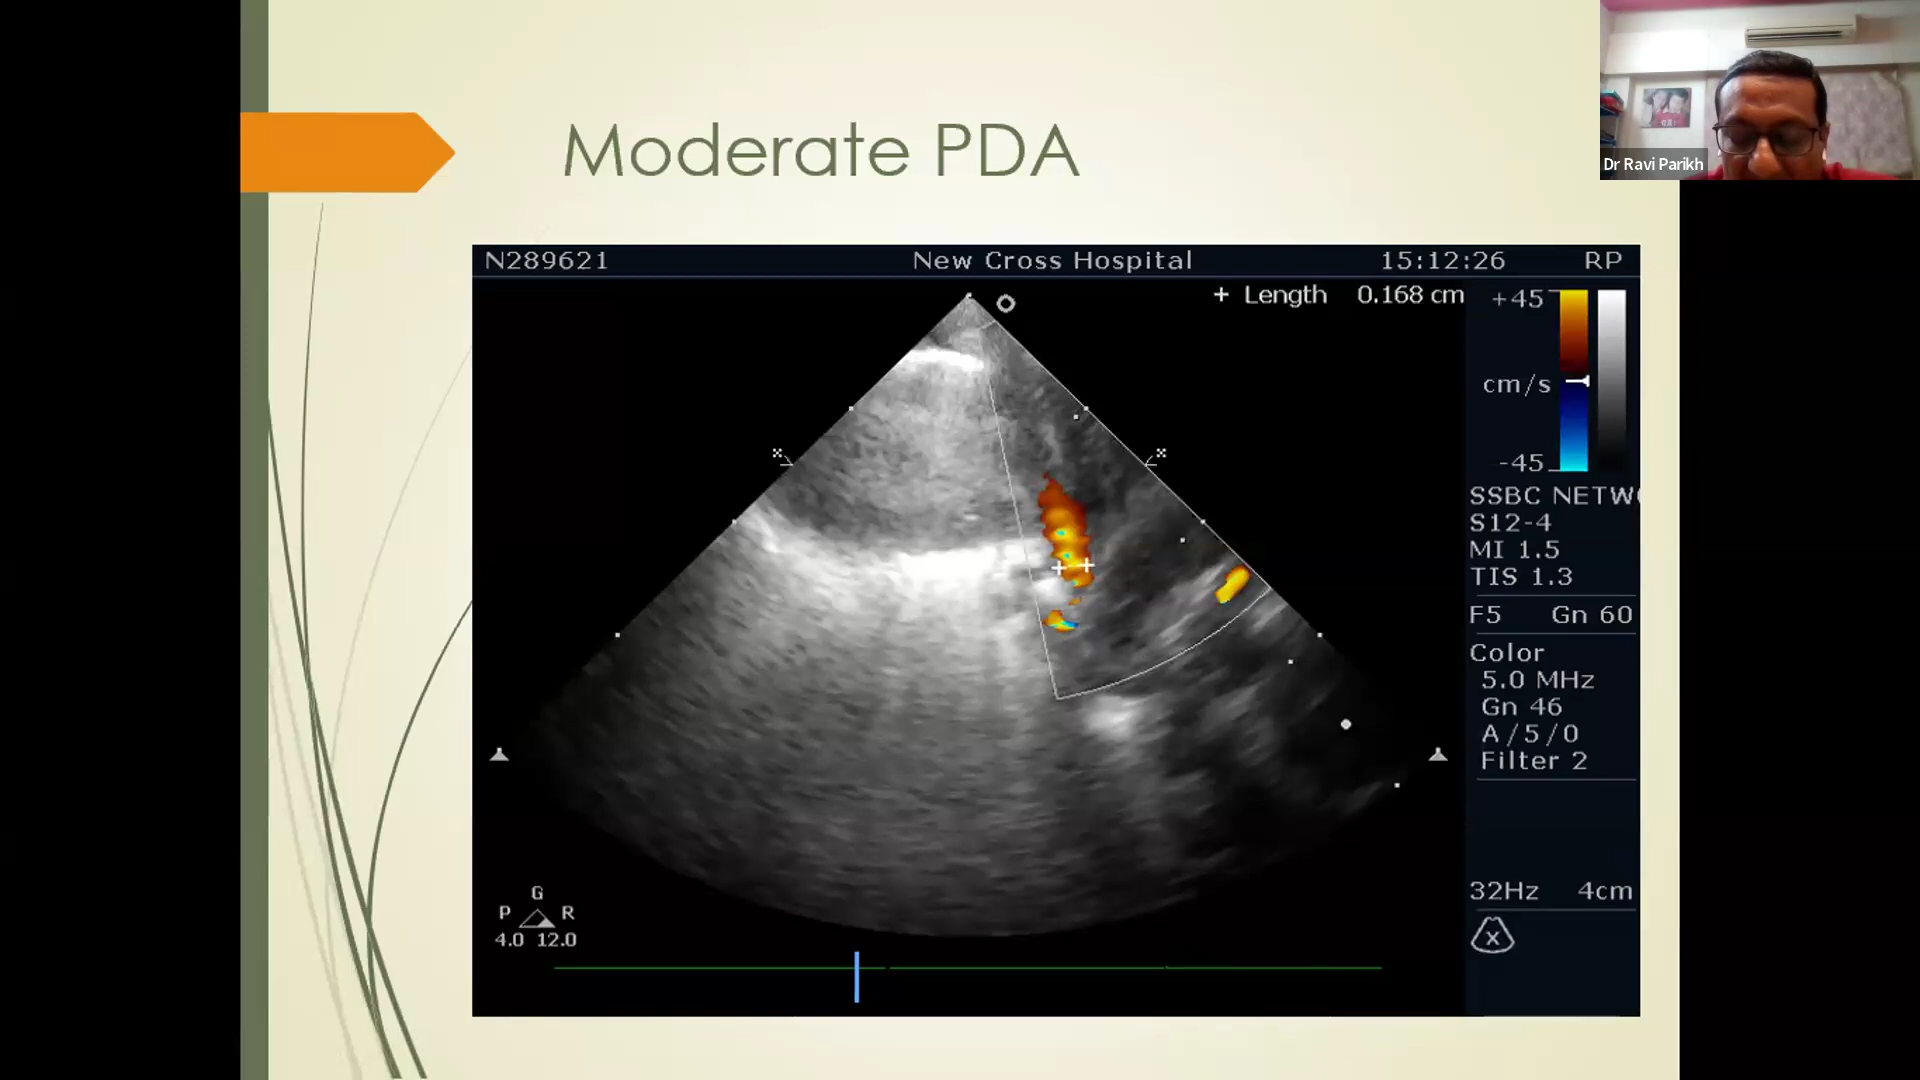 Dr Ravi Parikh
Moderate PDA
N289621 New Cross Hospital 15:12:26 RP
+ Length 0.168 cm
+45
cm/s
-45
SSBC NETW
S12-4
MI 1.5
TIS 1.3
F5 Gn 60
Color
5.0 MHz
Gn 46
A/5/0
Filter 2
32Hz 4cm
X
G
P R
4.0 12.0